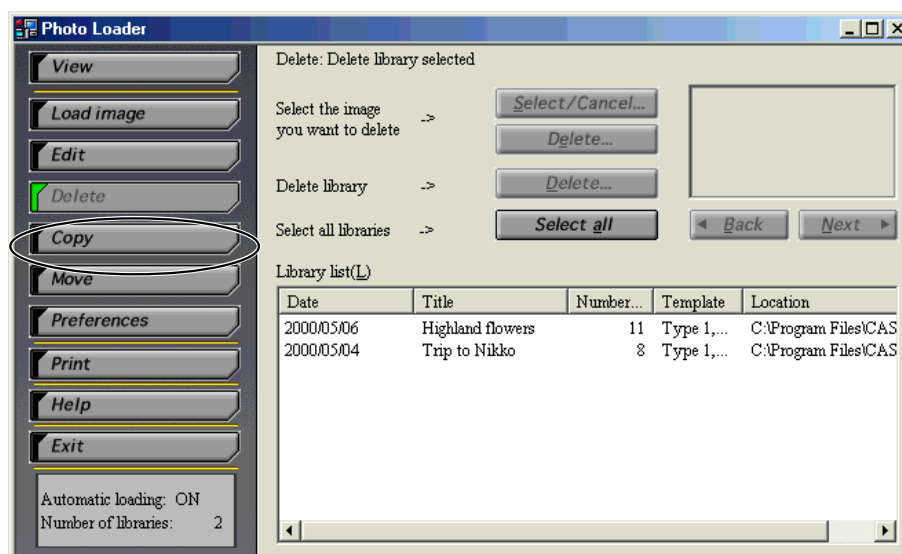 Photo Loader
View
Load image
Edit
Delete
Copy
Move
Preferences
Print
Help
Exit
Automatic loading: ON
Number of libraries: 2
Delete: Delete library selected
Select the image
you want to delete ->
Select/Cancel...
Delete...
Delete library -> Delete...
Select all libraries -> Select all
Back Next
Library list(L)
Date Title Number... Template Location
2000/05/06 Highland flowers 11 Type 1,... C:\Program Files\CAS
2000/05/04 Trip to Nikko 8 Type 1,... C:\Program Files\CAS